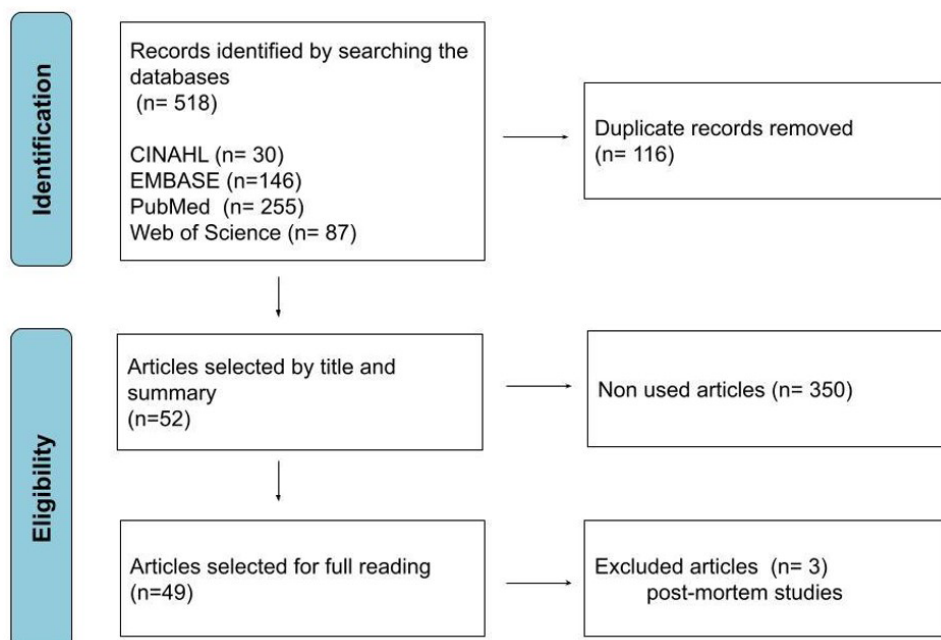 Identification
Records identified by searching the
databases
(n= 518)
CINAHL (n= 30)
EMBASE (n=146)
PubMed (n= 255)
Web of Science (n= 87)
Duplicate records removed
(n= 116)
Eligibility
Articles selected by title and
summary
(n=52)
Non used articles (n= 350)
Articles selected for full reading
(n=49)
Excluded articles (n= 3)
post-mortem studies